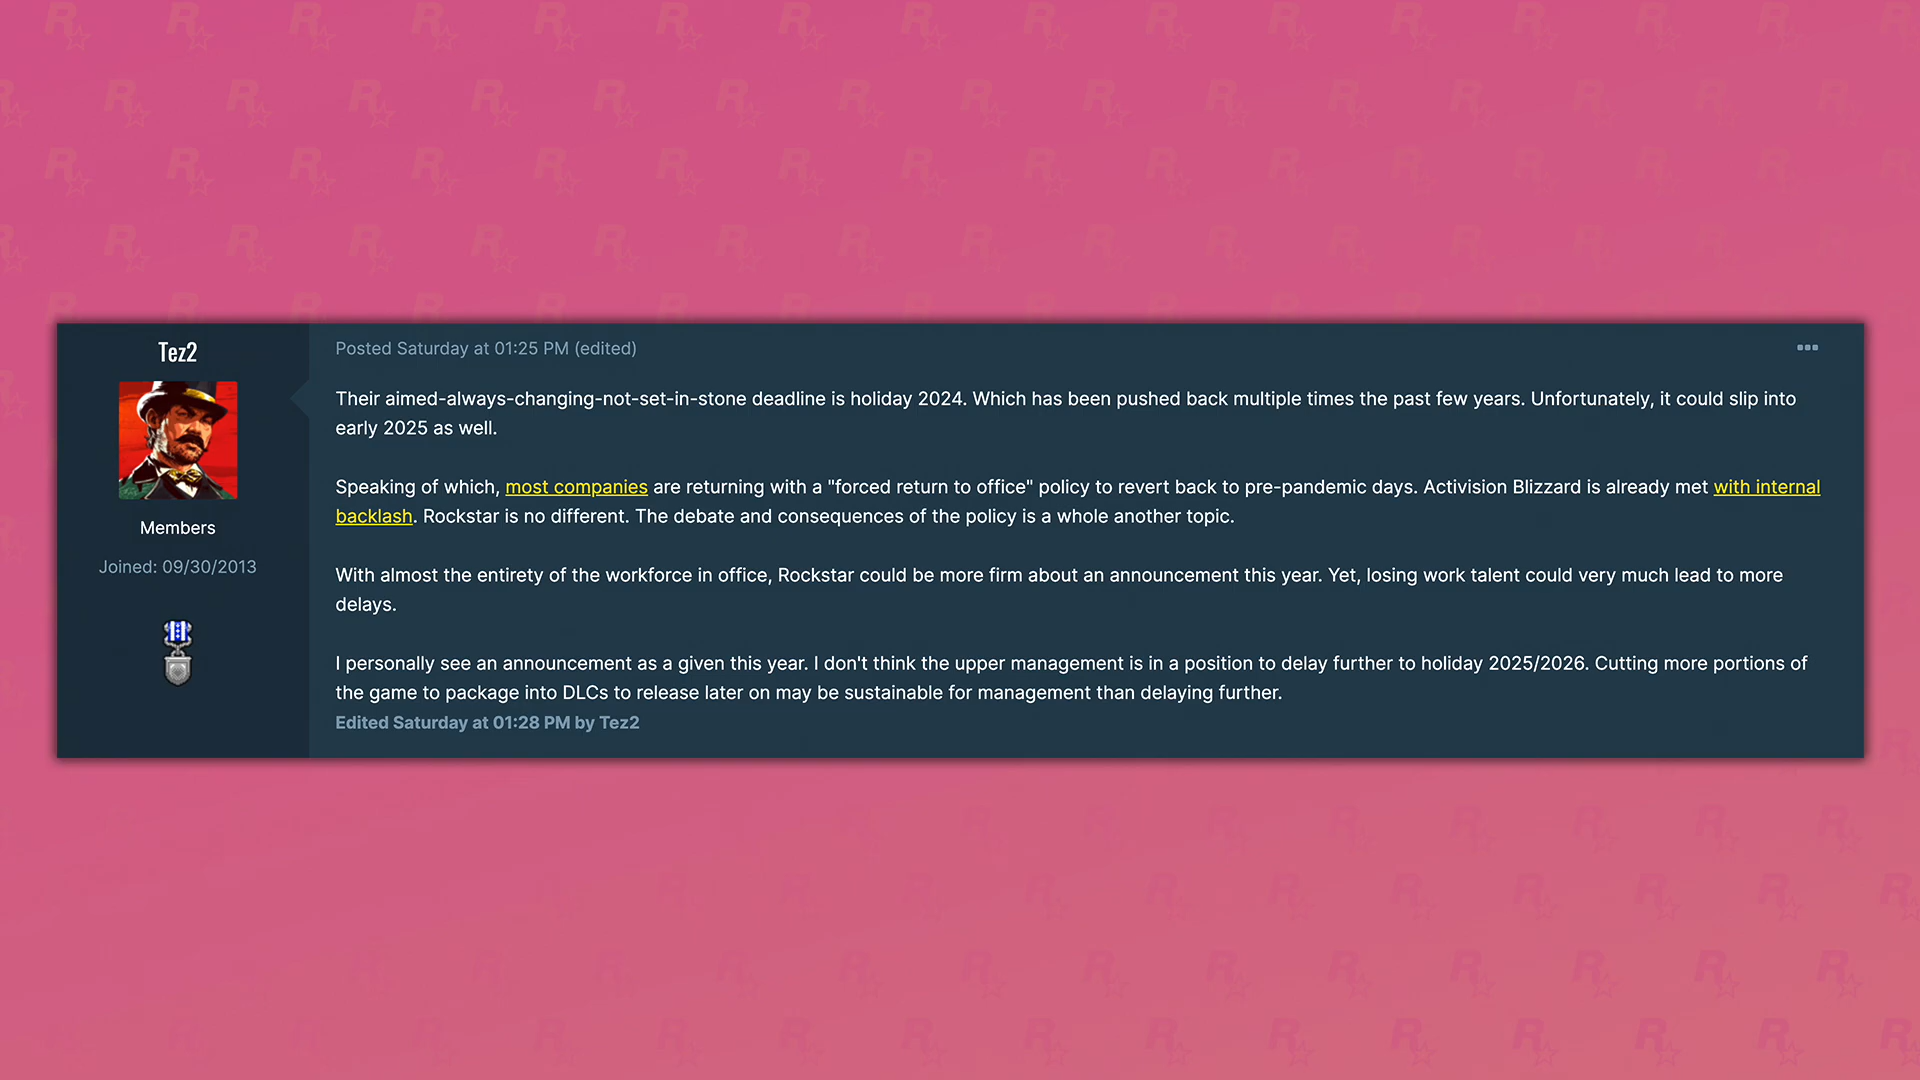 Tez2
Members
Joined: 09/30/2013
Posted Saturday at 01:25 PM (edited)
Their aimed-always-changing-not-set-in-stone deadline is holiday 2024. Which has been pushed back multiple times the past few years. Unfortunately, it could slip into
early 2025 as well.
Speaking of which, most companies are returning with a "forced return to office" policy to revert back to pre-pandemic days. Activision Blizzard is already met with internal
backlash. Rockstar is no different. The debate and consequences of the policy is a whole another topic.
With almost the entirety of the workforce in office, Rockstar could be more firm about an announcement this year. Yet, losing work talent could very much lead to more
delays.
I personally see an announcement as a given this year. I don't think the upper management is in a position to delay further to holiday 2025/2026. Cutting more portions of
the game to package into DLCs to release later on may be sustainable for management than delaying further.
Edited Saturday at 01:28 PM by Tez2